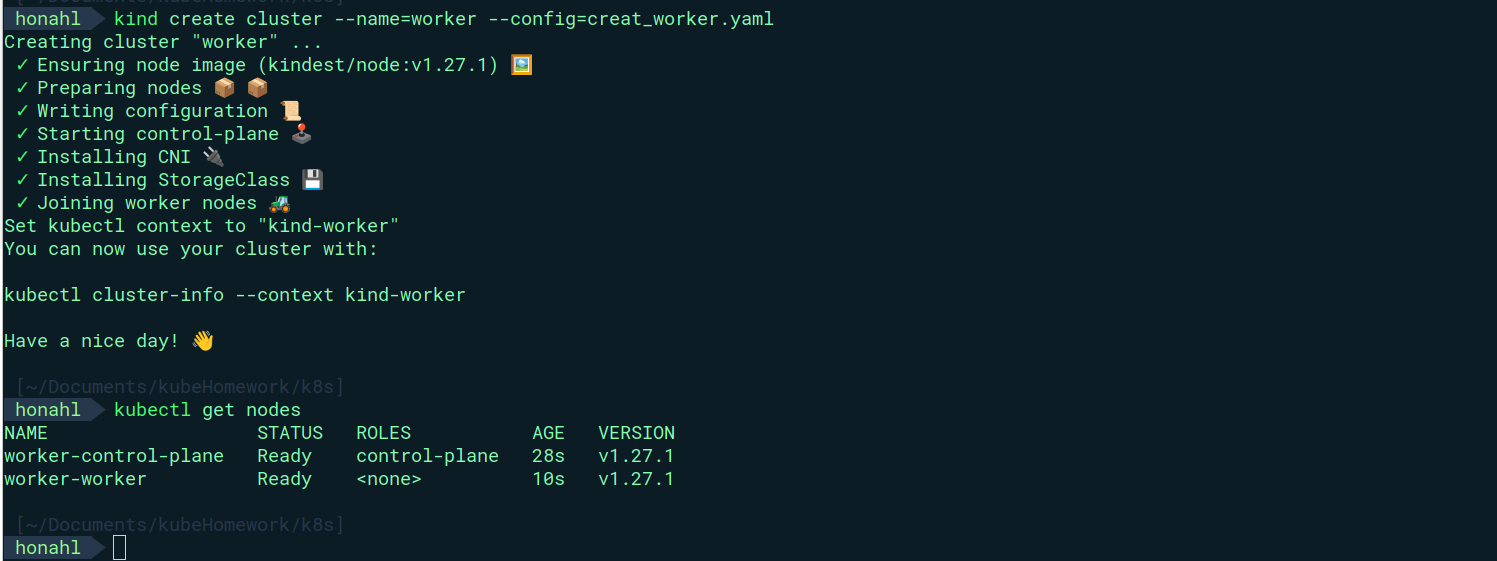 honahl kind create cluster --name=worker --config=creat_worker.yaml
Creating cluster "worker" ...
✓ Ensuring node image (kindest/node:v1.27.1) 🖼
✓ Preparing nodes 📦 📦
✓ Writing configuration 📜
✓ Starting control-plane 🕹️
✓ Installing CNI 🔌
✓ Installing StorageClass 💾
✓ Joining worker nodes 🚜
Set kubectl context to "kind-worker"
You can now use your cluster with:
kubectl cluster-info --context kind-worker
Have a nice day! 👋
[~/Documents/kubeHomework/k8s]
honahl kubectl get nodes
NAME STATUS ROLES AGE VERSION
worker-control-plane Ready control-plane 28s v1.27.1
worker-worker Ready <none> 10s v1.27.1
[~/Documents/kubeHomework/k8s]
honahl